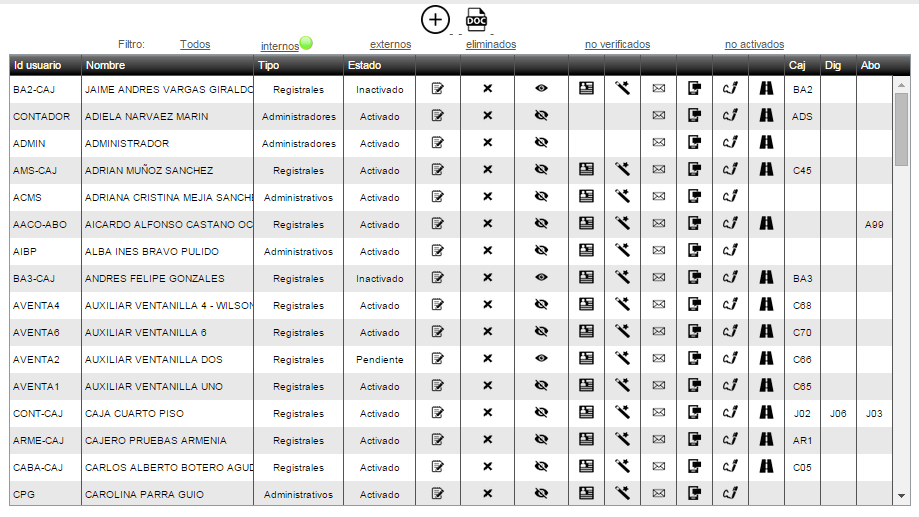 DOC
Filtro: Todos internos externos eliminados no verificados no activados
Id usuario Nombre Tipo Estado Caj Dig Abo
BA2-CAJ JAIME ANDRES VARGAS GIRALDO Registrales Inactivado BA2
CONTADOR ADIELA NARVAEZ MARIN Administradores Activado ADS
ADMIN ADMINISTRADOR Administradores Activado
AMS-CAJ ADRIAN MUÑOZ SANCHEZ Registrales Activado C45
ACMS ADRIANA CRISTINA MEJIA SANCHE Administrativos Activado
AACO-ABO AICARDO ALFONSO CASTANO OC Registrales Activado A99
AIBP ALBA INES BRAVO PULIDO Administrativos Activado
BA3-CAJ ANDRES FELIPE GONZALES Registrales Inactivado BA3
AVENTA4 AUXILIAR VENTANILLA 4 - WILSON Registrales Activado C68
AVENTA6 AUXILIAR VENTANILLA 6 Registrales Activado C70
AVENTA2 AUXILIAR VENTANILLA DOS Registrales Pendiente C66
AVENTA1 AUXILIAR VENTANILLA UNO Registrales Activado C65
CONT-CAJ CAJA CUARTO PISO Registrales Activado J02 J06 J03
ARME-CAJ CAJERO PRUEBAS ARMENIA Registrales Activado AR1
CABA-CAJ CARLOS ALBERTO BOTERO AGUD Registrales Activado C05
CPG CAROLINA PARRA GUIO Administrativos Activado